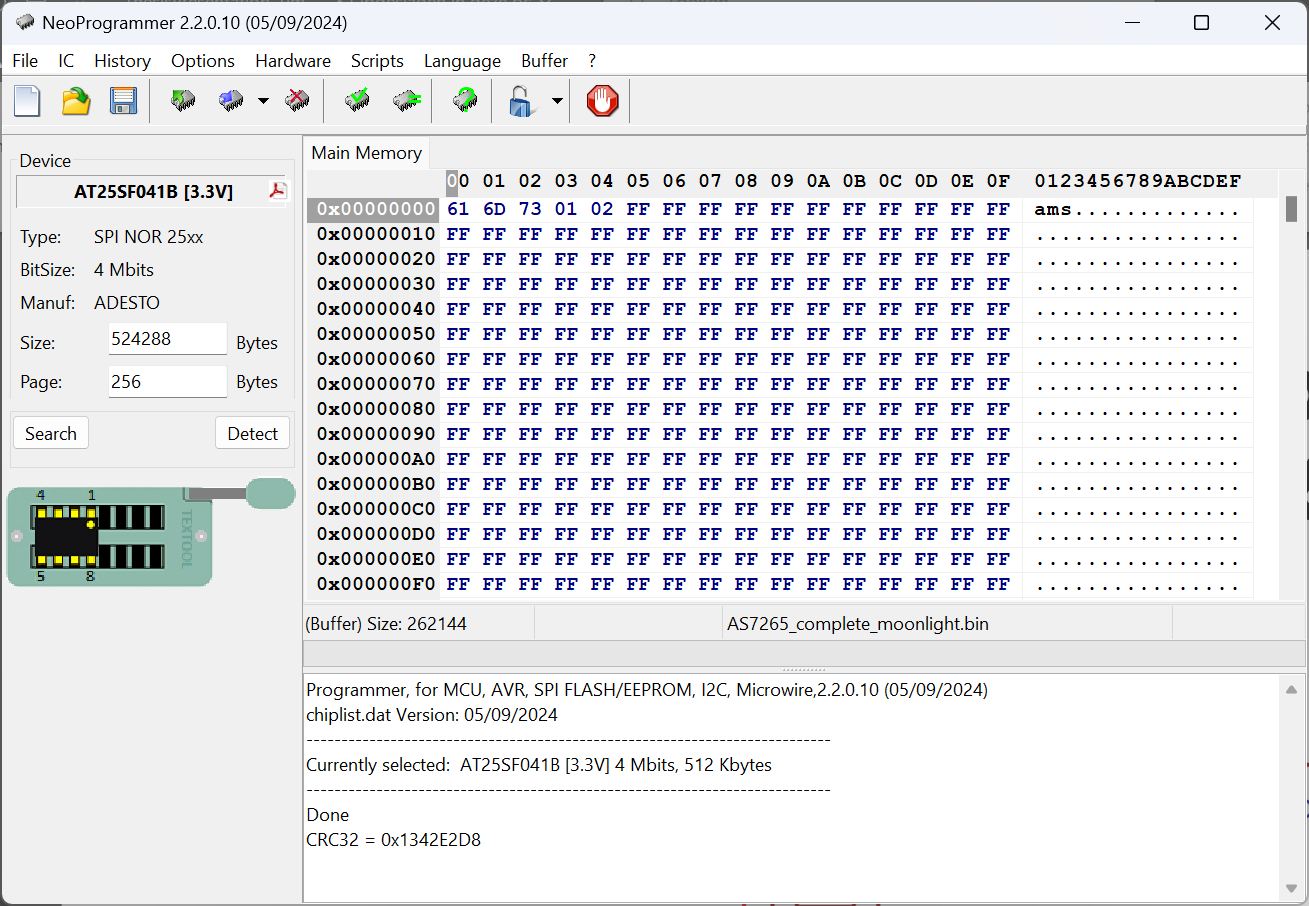 NeoProgrammer 2.2.0.10 (05/09/2024)
File IC History Options Hardware Scripts Language Buffer ?
Device
AT25SF041B [3.3V]
Type: SPI NOR 25xx
BitSize: 4 Mbits
Manuf: ADESTO
Size: 524288 Bytes
Page: 256 Bytes
Search Detect
4 1
TEXTOOL
5 8
Main Memory
00 01 02 03 04 05 06 07 08 09 0A 0B 0C 0D 0E 0F 0123456789ABCDEF
0x00000000 61 6D 73 01 02 FF FF FF FF FF FF FF FF FF FF FF ams.............
0x00000010 FF FF FF FF FF FF FF FF FF FF FF FF FF FF FF FF ................
0x00000020 FF FF FF FF FF FF FF FF FF FF FF FF FF FF FF FF ................
0x00000030 FF FF FF FF FF FF FF FF FF FF FF FF FF FF FF FF ................
0x00000040 FF FF FF FF FF FF FF FF FF FF FF FF FF FF FF FF ................
0x00000050 FF FF FF FF FF FF FF FF FF FF FF FF FF FF FF FF ................
0x00000060 FF FF FF FF FF FF FF FF FF FF FF FF FF FF FF FF ................
0x00000070 FF FF FF FF FF FF FF FF FF FF FF FF FF FF FF FF ................
0x00000080 FF FF FF FF FF FF FF FF FF FF FF FF FF FF FF FF ................
0x00000090 FF FF FF FF FF FF FF FF FF FF FF FF FF FF FF FF ................
0x000000A0 FF FF FF FF FF FF FF FF FF FF FF FF FF FF FF FF ................
0x000000B0 FF FF FF FF FF FF FF FF FF FF FF FF FF FF FF FF ................
0x000000C0 FF FF FF FF FF FF FF FF FF FF FF FF FF FF FF FF ................
0x000000D0 FF FF FF FF FF FF FF FF FF FF FF FF FF FF FF FF ................
0x000000E0 FF FF FF FF FF FF FF FF FF FF FF FF FF FF FF FF ................
0x000000F0 FF FF FF FF FF FF FF FF FF FF FF FF FF FF FF FF ................
(Buffer) Size: 262144 AS7265_complete_moonlight.bin
Programmer, for MCU, AVR, SPI FLASH/EEPROM, I2C, Microwire,2.2.0.10 (05/09/2024)
chiplist.dat Version: 05/09/2024
---------------------------------------------------------------------------
Currently selected:  AT25SF041B [3.3V] 4 Mbits, 512 Kbytes
---------------------------------------------------------------------------
Done
CRC32 = 0x1342E2D8